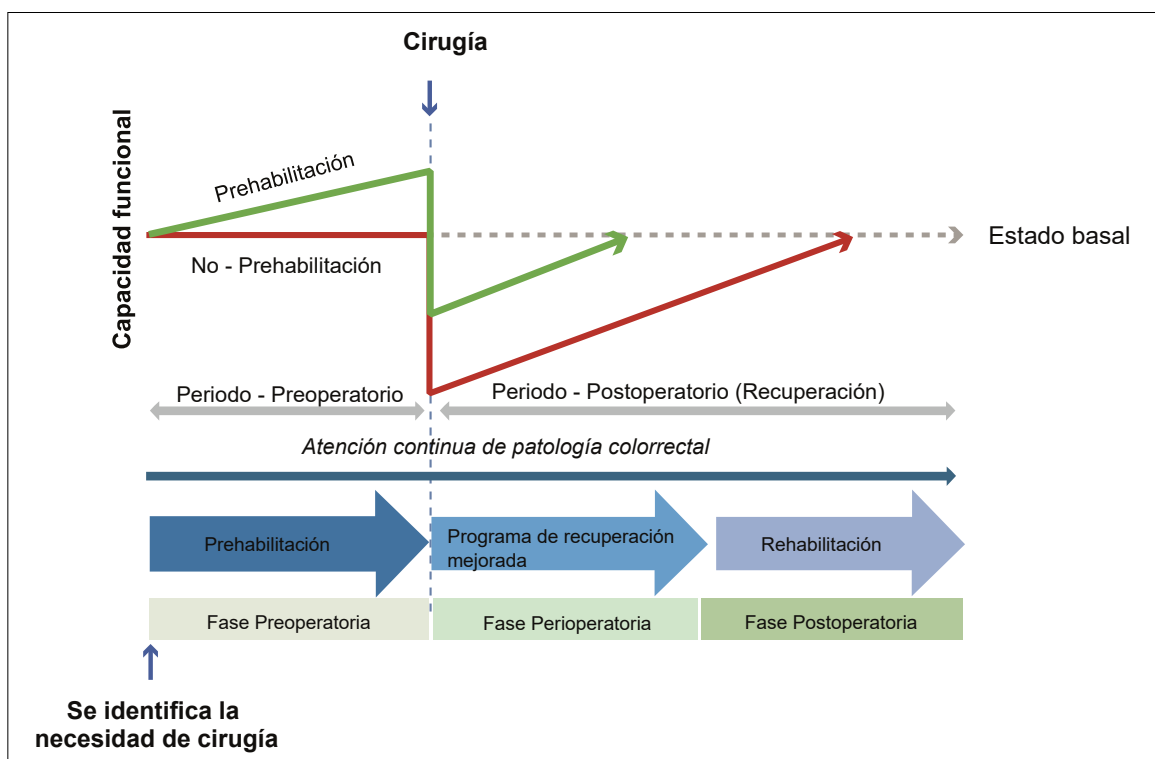 Cirugía
Capacidad funcional
Prehabilitación
No - Prehabilitación
Estado basal
Periodo - Preoperatorio
Periodo - Postoperatorio (Recuperación)
Atención continua de patología colorrectal
Prehabilitación
Programa de recuperación
mejorada
Rehabilitación
Fase Preoperatoria
Fase Perioperatoria
Fase Postoperatoria
Se identifica la
necesidad de cirugía